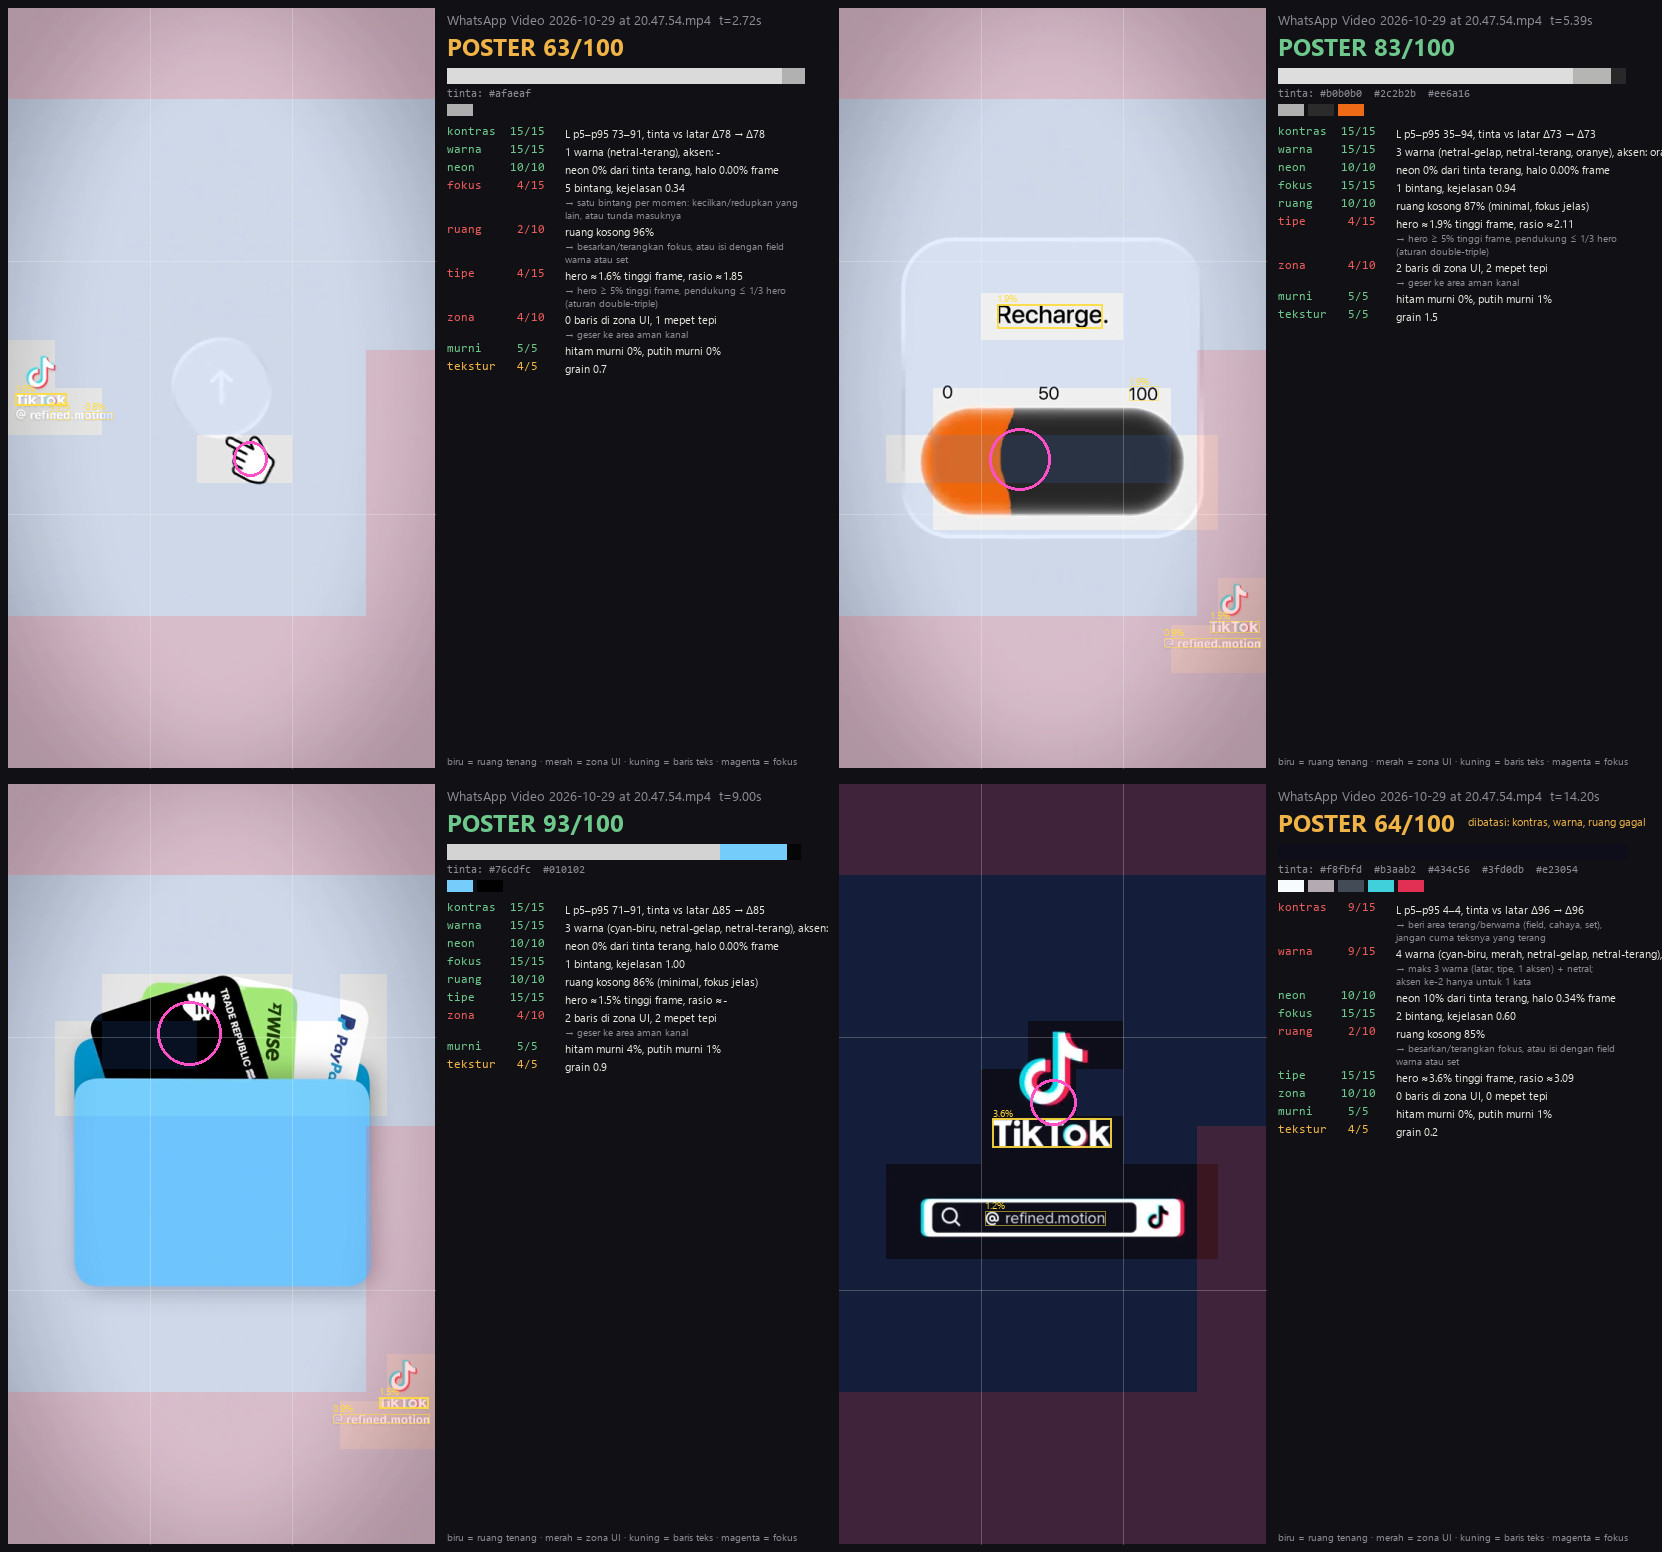 WhatsApp Video 2026-10-29 at 20.47.54.mp4 t=2.72s
POSTER 63/100
tinta: #afaeaf
kontras 15/15 L p5–p95 73–91, tinta vs latar Δ78 → Δ78
warna 15/15 1 warna (netral-terang), aksen: -
neon 10/10 neon 0% dari tinta terang, halo 0.00% frame
fokus 4/15 5 bintang, kejelasan 0.34
→ satu bintang per momen: kecilkan/redupkan yang
lain, atau tunda masuknya
ruang 2/10 ruang kosong 96%
→ besarkan/terangkan fokus, atau isi dengan field
warna atau set
tipe 4/15 hero ≈1.6% tinggi frame, rasio ≈1.85
→ hero ≥ 5% tinggi frame, pendukung ≤ 1/3 hero
(aturan double-triple)
zona 4/10 0 baris di zona UI, 1 mepet tepi
→ geser ke area aman kanal
murni 5/5 hitam murni 0%, putih murni 0%
tekstur 4/5 grain 0.7
TikTok
@ refined.motion
biru = ruang tenang · merah = zona UI · kuning = baris teks · magenta = fokus
WhatsApp Video 2026-10-29 at 20.47.54.mp4 t=5.39s
POSTER 83/100
tinta: #b0b0b0 #2c2b2b #ee6a16
kontras 15/15 L p5–p95 35–94, tinta vs latar Δ73 → Δ73
warna 15/15 3 warna (netral-gelap, netral-terang, oranye), aksen: ora
neon 10/10 neon 0% dari tinta terang, halo 0.00% frame
fokus 15/15 1 bintang, kejelasan 0.94
ruang 10/10 ruang kosong 87% (minimal, fokus jelas)
tipe 4/15 hero ≈1.9% tinggi frame, rasio ≈2.11
→ hero ≥ 5% tinggi frame, pendukung ≤ 1/3 hero
(aturan double-triple)
zona 4/10 2 baris di zona UI, 2 mepet tepi
→ geser ke area aman kanal
murni 5/5 hitam murni 0%, putih murni 1%
tekstur 5/5 grain 1.5
1.9%
Recharge.
0 50 100
TikTok
@ refined.motion
biru = ruang tenang · merah = zona UI · kuning = baris teks · magenta = fokus
WhatsApp Video 2026-10-29 at 20.47.54.mp4 t=9.00s
POSTER 93/100
tinta: #76cdfc #010102
kontras 15/15 L p5–p95 71–91, tinta vs latar Δ85 → Δ85
warna 15/15 3 warna (cyan-biru, netral-gelap, netral-terang), aksen:
neon 10/10 neon 0% dari tinta terang, halo 0.00% frame
fokus 15/15 1 bintang, kejelasan 1.00
ruang 10/10 ruang kosong 86% (minimal, fokus jelas)
tipe 15/15 hero ≈1.5% tinggi frame, rasio ≈-
zona 4/10 2 baris di zona UI, 2 mepet tepi
→ geser ke area aman kanal
murni 5/5 hitam murni 4%, putih murni 1%
tekstur 4/5 grain 0.9
TRADE REPUBLIC
WISE
PayPa
TikTok
@ refined.motion
biru = ruang tenang · merah = zona UI · kuning = baris teks · magenta = fokus
WhatsApp Video 2026-10-29 at 20.47.54.mp4 t=14.20s
POSTER 64/100 dibatasi: kontras, warna, ruang gagal
tinta: #f8fbfd #b3aab2 #434c56 #3fd0db #e23054
kontras 9/15 L p5–p95 4–4, tinta vs latar Δ96 → Δ96
→ beri area terang/berwarna (field, cahaya, set),
jangan cuma teksnya yang terang
warna 9/15 4 warna (cyan-biru, merah, netral-gelap, netral-terang),
→ maks 3 warna (latar, tipe, 1 aksen) + netral;
aksen ke-2 hanya untuk 1 kata
neon 10/10 neon 10% dari tinta terang, halo 0.34% frame
fokus 15/15 2 bintang, kejelasan 0.60
ruang 2/10 ruang kosong 85%
→ besarkan/terangkan fokus, atau isi dengan field
warna atau set
tipe 15/15 hero ≈3.6% tinggi frame, rasio ≈3.09
zona 10/10 0 baris di zona UI, 0 mepet tepi
murni 5/5 hitam murni 0%, putih murni 1%
tekstur 4/5 grain 0.2
3.6%
TikTok
1.2%
@ refined.motion
biru = ruang tenang · merah = zona UI · kuning = baris teks · magenta = fokus